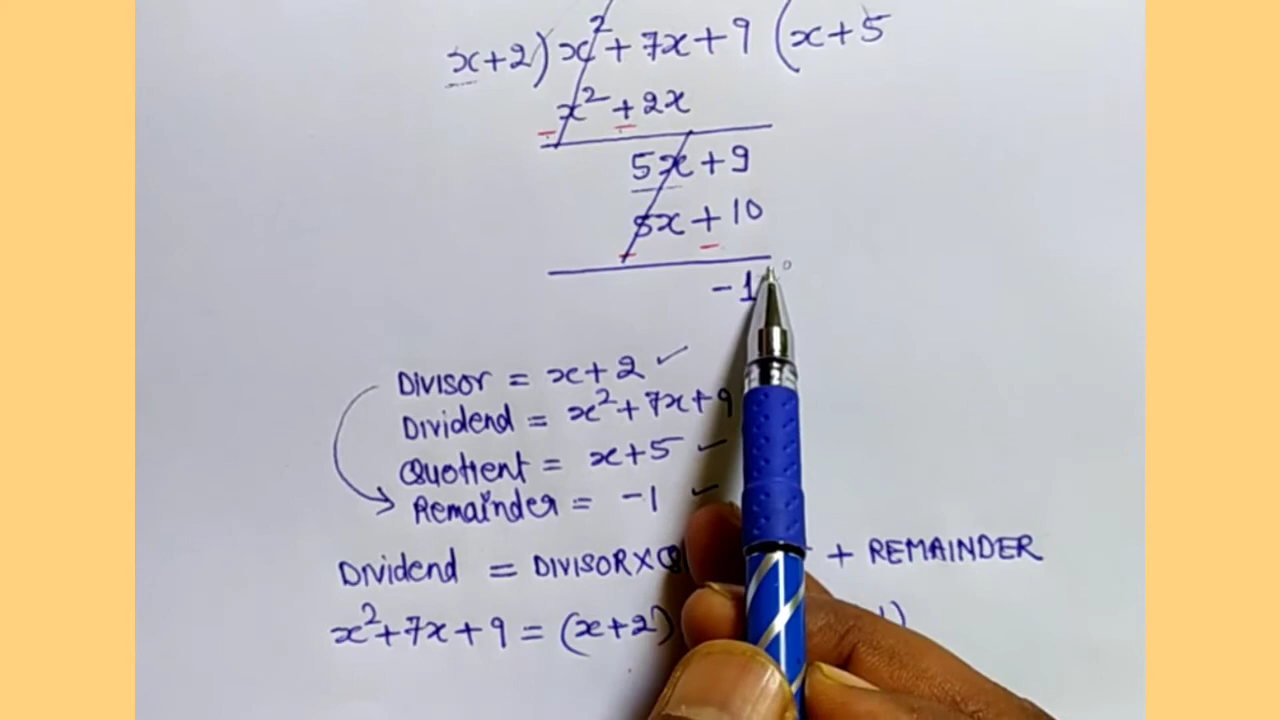 x+2) x²+7x+9 (x+5
x²+2x
5x+9
5x+10
-1
Divisor = x+2 ✓
Dividend = x²+7x+9
Quotient = x+5 ✓
Remainder = -1 ✓
Dividend = DIVISOR X + REMAINDER
x²+7x+9 = (x+2)